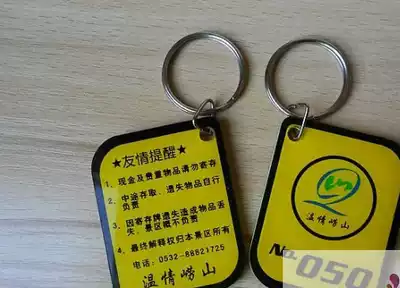 ★友情提醒★
1、现金及贵重物品请勿寄存
2、中途存取、遗失物品自行
负责
3、因寄存牌遗失造成物品丢
失、景区概不负责
4、最终解释权归本景区所有
电话：0532-88821725
温情崂山
温情崂山
No.050